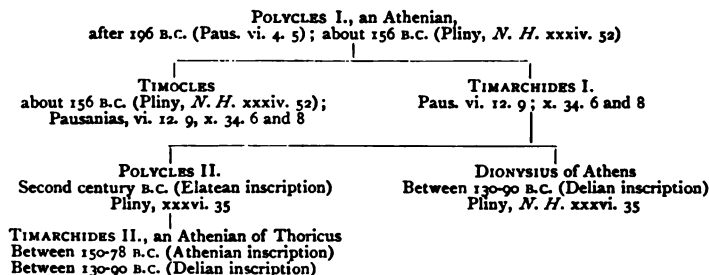 POLYCLES I., an Athenian,
after 196 B.C. (Paus. vi. 4. 5); about 156 B.C. (Pliny, N. H. xxxiv. 52)
TIMOCLES
about 156 B.C. (Pliny, N. H. xxxiv. 52);
Pausanias, vi. 12. 9, x. 34. 6 and 8
TIMARCHIDES I.
Paus. vi. 12. 9; x. 34. 6 and 8
POLYCLES II.
Second century B.C. (Elatean inscription)
Pliny, xxxvi. 35
DIONYSIUS of Athens
Between 130-90 B.C. (Delian inscription)
Pliny, N. H. xxxvi. 35
TIMARCHIDES II., an Athenian of Thoricus
Between 150-78 B.C. (Athenian inscription)
Between 130-90 B.C. (Delian inscription)